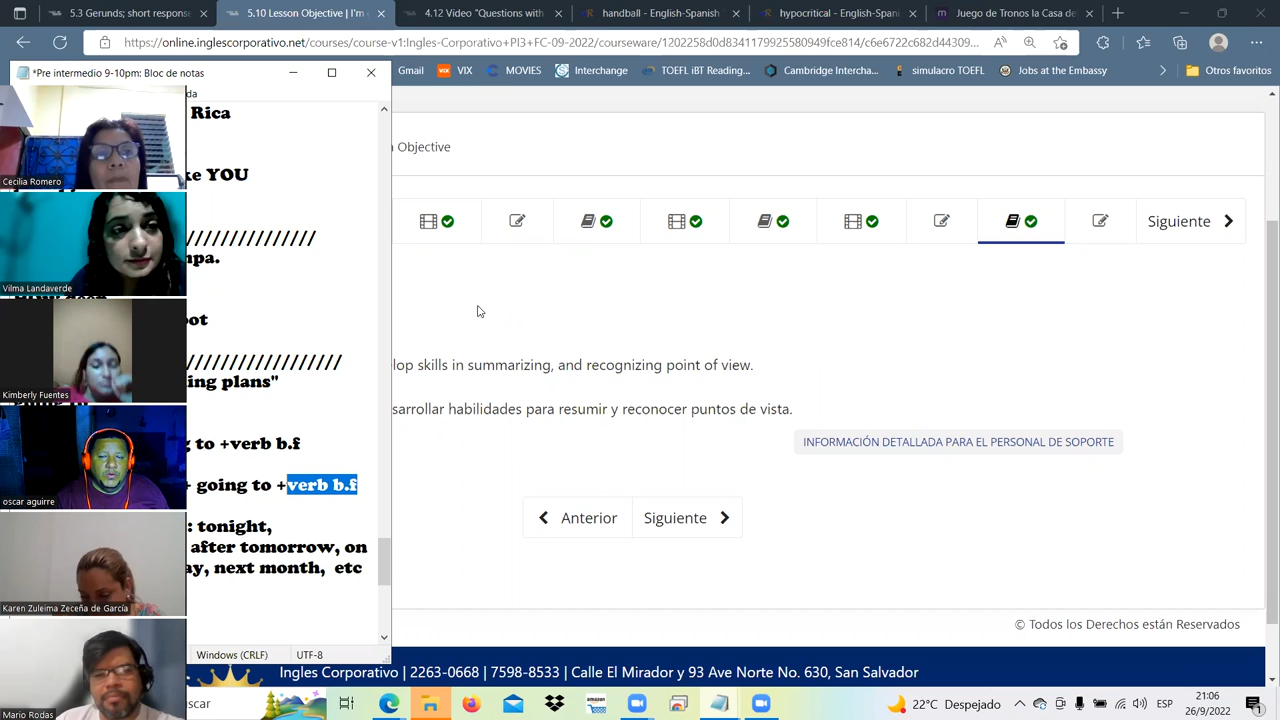 5.3 Grunds: short response
5.10 Lesson Objective | I'm
4.12 Video "Questions with
handball - English-Spani
hypocritical - English-Spani
Juego de Tronos La Casa de
https://online.inglescorporativo.net/courses/course-v1:Ingles-Corporativo+PI3+FC-09-2022/courseware/1202258d0d8341179925580949fce814/c6e6722c682d44309...
*Pre intermedio 9-10pm: Bloc de notas
Gmail
VIX
MOVIES
Interchange
TOEFL iBT Reading...
Cambridge Intercha...
simulacro TOEFL
Jobs at the Embassy
Otros favoritos
da
Rica
n Objective
ke YOU
///////////////
mpa.
oot
//////////////////
ing plans"
g to +verb b.f
+ going to +verb b.f
: tonight,
after tomorrow, on
ay, next month, etc
Windows (CRLF)
UTF-8
Cecilia Romero
Vilma Landaverde
Kimberly Fuentes
oscar aguirre
Karen Zuleima Zeceña de García
Mario Rodas
Siguiente
lop skills in summarizing, and recognizing point of view.
sarrollar habilidades para resumir y reconocer puntos de vista.
INFORMACIÓN DETALLADA PARA EL PERSONAL DE SOPORTE
Anterior
Siguiente
© Todos los Derechos están Reservados
Ingles Corporativo | 2263-0668 | 7598-8533 | Calle El Mirador y 93 Ave Norte No. 630, San Salvador
uscar
22°C Despejado
ESP
21:06
26/9/2022